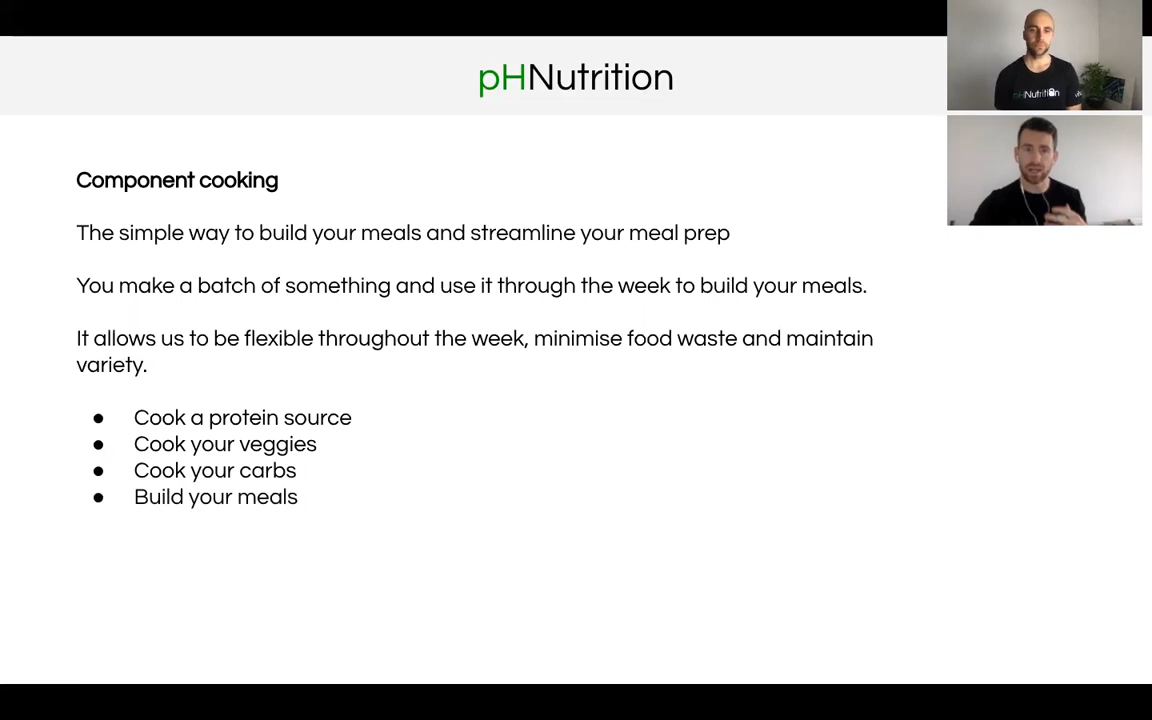 pHNutrition
pHNutrition
Component cooking
The simple way to build your meals and streamline your meal prep
You make a batch of something and use it through the week to build your meals.
It allows us to be flexible throughout the week, minimise food waste and maintain
variety.
● Cook a protein source
● Cook your veggies
● Cook your carbs
● Build your meals